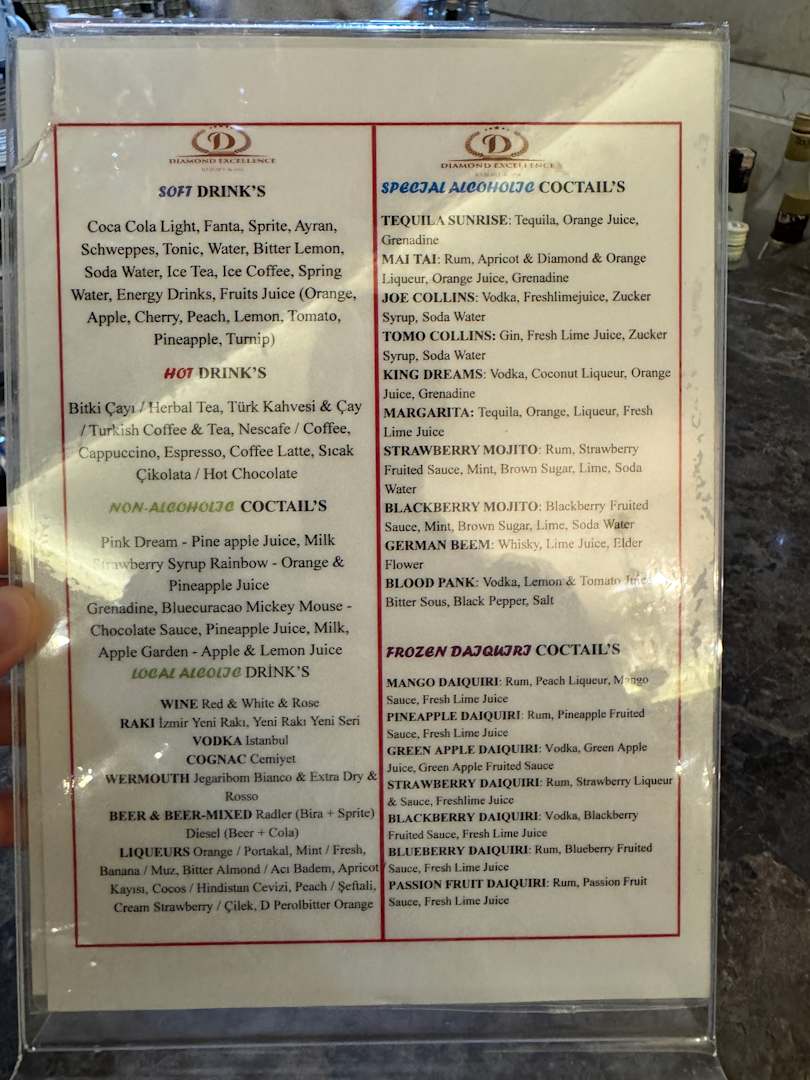 D
DIAMOND EXCELLENCE
SOFT DRINK'S
Coca Cola Light, Fanta, Sprite, Ayran,
Schweppes, Tonic, Water, Bitter Lemon,
Soda Water, Ice Tea, Ice Coffee, Spring
Water, Energy Drinks, Fruits Juice (Orange,
Apple, Cherry, Peach, Lemon, Tomato,
Pineapple, Turnip)
HOT DRINK'S
Bitki Çayı / Herbal Tea, Türk Kahvesi & Çay
/ Turkish Coffee & Tea, Nescafe / Coffee,
Cappuccino, Espresso, Coffee Latte, Sıcak
Çikolata / Hot Chocolate
NON-ALCOHOLIC COCTAIL'S
Pink Dream - Pine apple Juice, Milk
Strawberry Syrup Rainbow - Orange &
Pineapple Juice
Grenadine, Bluecuracao Mickey Mouse -
Chocolate Sauce, Pineapple Juice, Milk,
Apple Garden - Apple & Lemon Juice
LOCAL ALCOLIC DRİNK'S
WINE Red & White & Rose
RAKI İzmir Yeni Rakı, Yeni Rakı Yeni Seri
VODKA Istanbul
COGNAC Cemiyet
WERMOUTH Jegaribom Bianco & Extra Dry &
Rosso
BEER & BEER-MIXED Radler (Bira + Sprite)
Diesel (Beer + Cola)
LIQUEURS Orange / Portakal, Mint / Fresh,
Banana / Muz, Bitter Almond / Acı Badem, Apricot /
Kayısı, Cocos / Hindistan Cevizi, Peach / Şeftali,
Cream Strawberry / Çilek, D Perolbitter Orange
D
DIAMOND EXCELLENCE
SPECIAL ALCOHOLIC COCTAIL'S
TEQUILA SUNRISE: Tequila, Orange Juice,
Grenadine
MAI TAI: Rum, Apricot & Diamond & Orange
Liqueur, Orange Juice, Grenadine
JOE COLLINS: Vodka, Freshlimejuice, Zucker
Syrup, Soda Water
TOMO COLLINS: Gin, Fresh Lime Juice, Zucker
Syrup, Soda Water
KING DREAMS: Vodka, Coconut Liqueur, Orange
Juice, Grenadine
MARGARITA: Tequila, Orange, Liqueur, Fresh
Lime Juice
STRAWBERRY MOJITO: Rum, Strawberry
Fruited Sauce, Mint, Brown Sugar, Lime, Soda
Water
BLACKBERRY MOJITO: Blackberry Fruited
Sauce, Mint, Brown Sugar, Lime, Soda Water
GERMAN BEEM: Whisky, Lime Juice, Elder
Flower
BLOOD PANK: Vodka, Lemon & Tomato Juice,
Bitter Sous, Black Pepper, Salt
FROZEN DAIQUIRI COCTAIL'S
MANGO DAIQUIRI: Rum, Peach Liqueur, Mango
Sauce, Fresh Lime Juice
PINEAPPLE DAIQUIRI: Rum, Pineapple Fruited
Sauce, Fresh Lime Juice
GREEN APPLE DAIQUIRI: Vodka, Green Apple
Juice, Green Apple Fruited Sauce
STRAWBERRY DAIQUIRI: Rum, Strawberry Liqueur
& Sauce, Freshlime Juice
BLACKBERRY DAIQUIRI: Vodka, Blackberry
Fruited Sauce, Fresh Lime Juice
BLUEBERRY DAIQUIRI: Rum, Blueberry Fruited
Sauce, Fresh Lime Juice
PASSION FRUIT DAIQUIRI: Rum, Passion Fruit
Sauce, Fresh Lime Juice